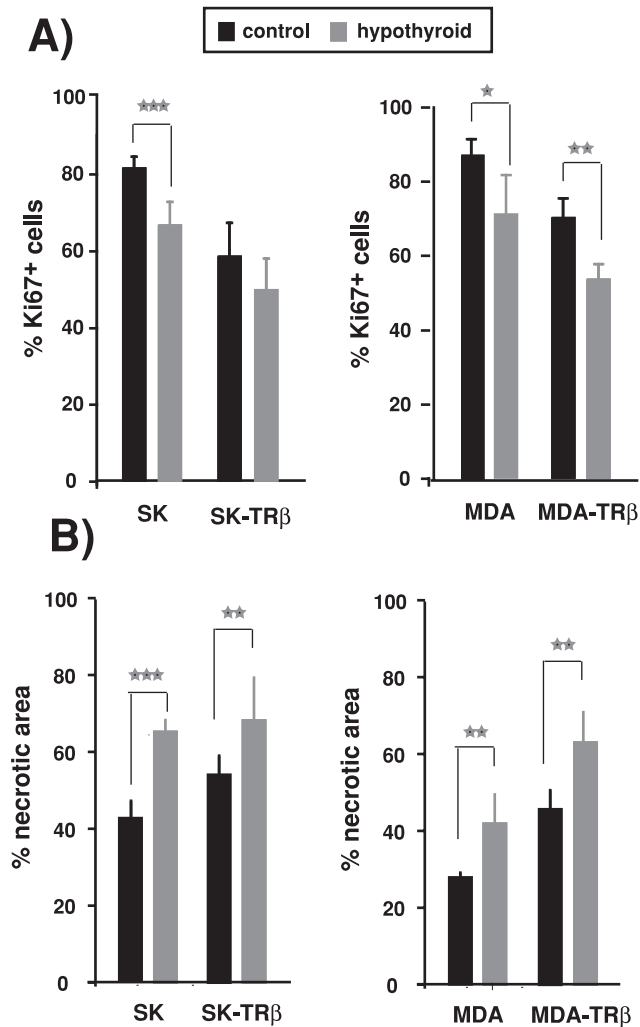 A)
control hypothyroid
% Ki67+ cells
100
80
60
40
20
0
SK SK-TRβ
% Ki67+ cells
100
80
60
40
20
0
MDA MDA-TRβ
B)
% necrotic area
100
80
60
40
20
0
SK SK-TRβ
% necrotic area
100
80
60
40
20
0
MDA MDA-TRβ